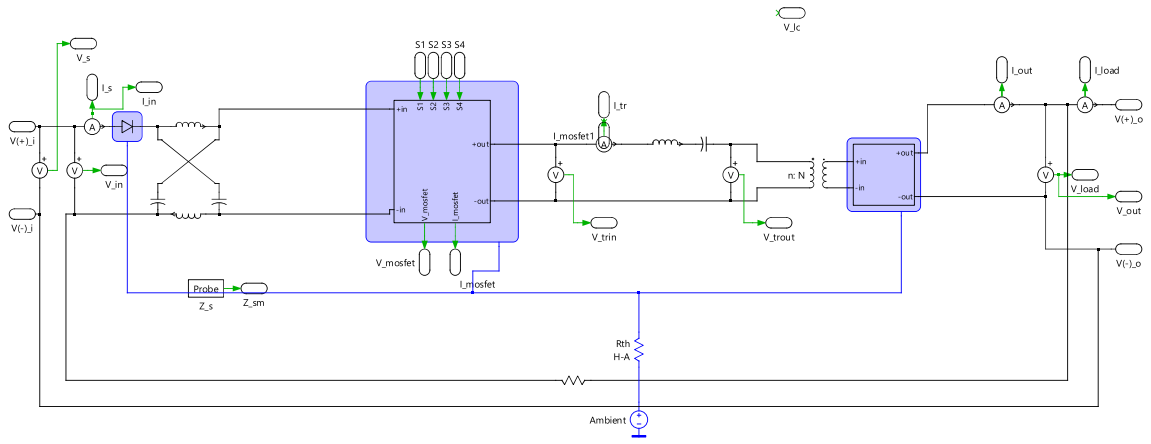 V_lc
V_s
S1 S2 S3 S4
I_s
I_in
I_out
I_load
A
S1
S2
S3
S4
I_tr
+in
V(+)_i
A
A
A
V(+)_o
I_mosfet1
A
+out
+
V
+
V
V_in
+
V
+
V
n: N
+in
+out
+
V
V_load
-in
-out
V_out
-in
V_mosfet
I_mosfet
-out
V(-)_i
V_trin
V_trout
V(-)_o
V_mosfet
I_mosfet
Probe
Z_sm
Z_s
Rth
H-A
Ambient